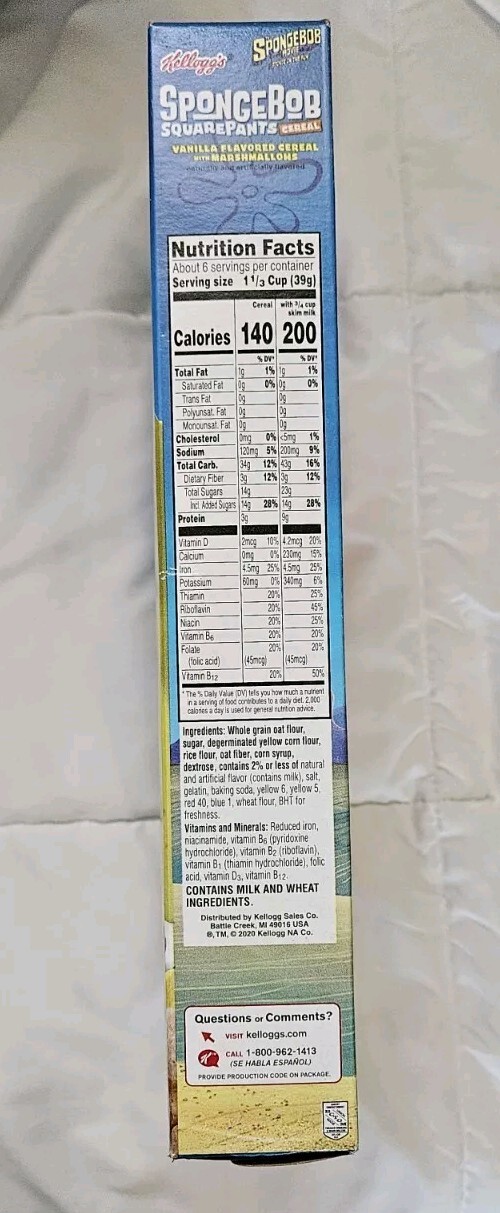 Kellogg's
SPONGEBOB
MOVIE
SPONGEBOB
SQUAREPANTS CEREAL
VANILLA FLAVORED CEREAL
WITH MARSHMALLOWS
naturally and artificially flavored
Nutrition Facts
About 6 servings per container
Serving size 1 1/3 Cup (39g)
Cereal with 3/4 cup
skim milk
Calories 140 200
% DV* % DV*
Total Fat 1g 1% 1g 1%
Saturated Fat 0g 0% 0g 0%
Trans Fat 0g 0g
Polyunsat. Fat 0g 0g
Monounsat. Fat 0g 0g
Cholesterol 0mg 0% <5mg 1%
Sodium 120mg 5% 200mg 9%
Total Carb. 34g 12% 43g 16%
Dietary Fiber 3g 12% 3g 12%
Total Sugars 14g 23g
Incl. Added Sugars 14g 28% 14g 28%
Protein 3g 9g
Vitamin D 2mcg 10% 4.2mcg 20%
Calcium 0mg 0% 230mg 15%
Iron 4.5mg 25% 4.5mg 25%
Potassium 60mg 0% 340mg 6%
Thiamin 20% 25%
Riboflavin 20% 45%
Niacin 20% 25%
Vitamin B6 20% 20%
Folate 20% 20%
(folic acid) (45mcg) (45mcg)
Vitamin B12 20% 50%
* The % Daily Value (DV) tells you how much a nutrient
in a serving of food contributes to a daily diet. 2,000
calories a day is used for general nutrition advice.
Ingredients: Whole grain oat flour,
sugar, degerminated yellow corn flour,
rice flour, oat fiber, corn syrup,
dextrose, contains 2% or less of natural
and artificial flavor (contains milk), salt,
gelatin, baking soda, yellow 6, yellow 5,
red 40, blue 1, wheat flour, BHT for
freshness.
Vitamins and Minerals: Reduced iron,
niacinamide, vitamin B6 (pyridoxine
hydrochloride), vitamin B2 (riboflavin),
vitamin B1 (thiamin hydrochloride), folic
acid, vitamin D3, vitamin B12.
CONTAINS MILK AND WHEAT
INGREDIENTS.
Distributed by Kellogg Sales Co.
Battle Creek, MI 49016 USA
®, TM, © 2020 Kellogg NA Co.
Questions or Comments?
VISIT kelloggs.com
K
CALL 1-800-962-1413
(SE HABLA ESPAÑOL)
PROVIDE PRODUCTION CODE ON PACKAGE.